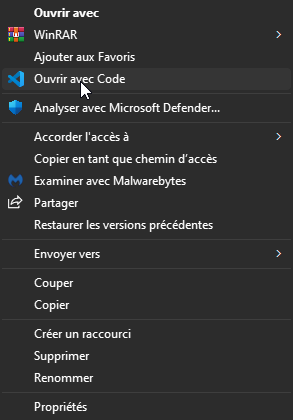 Ouvrir avec
WinRAR
Ajouter aux Favoris
Ouvrir avec Code
Analyser avec Microsoft Defender...
Accorder l'accès à
Copier en tant que chemin d'accès
Examiner avec Malwarebytes
Partager
Restaurer les versions précédentes
Envoyer vers
Couper
Copier
Créer un raccourci
Supprimer
Renommer
Propriétés